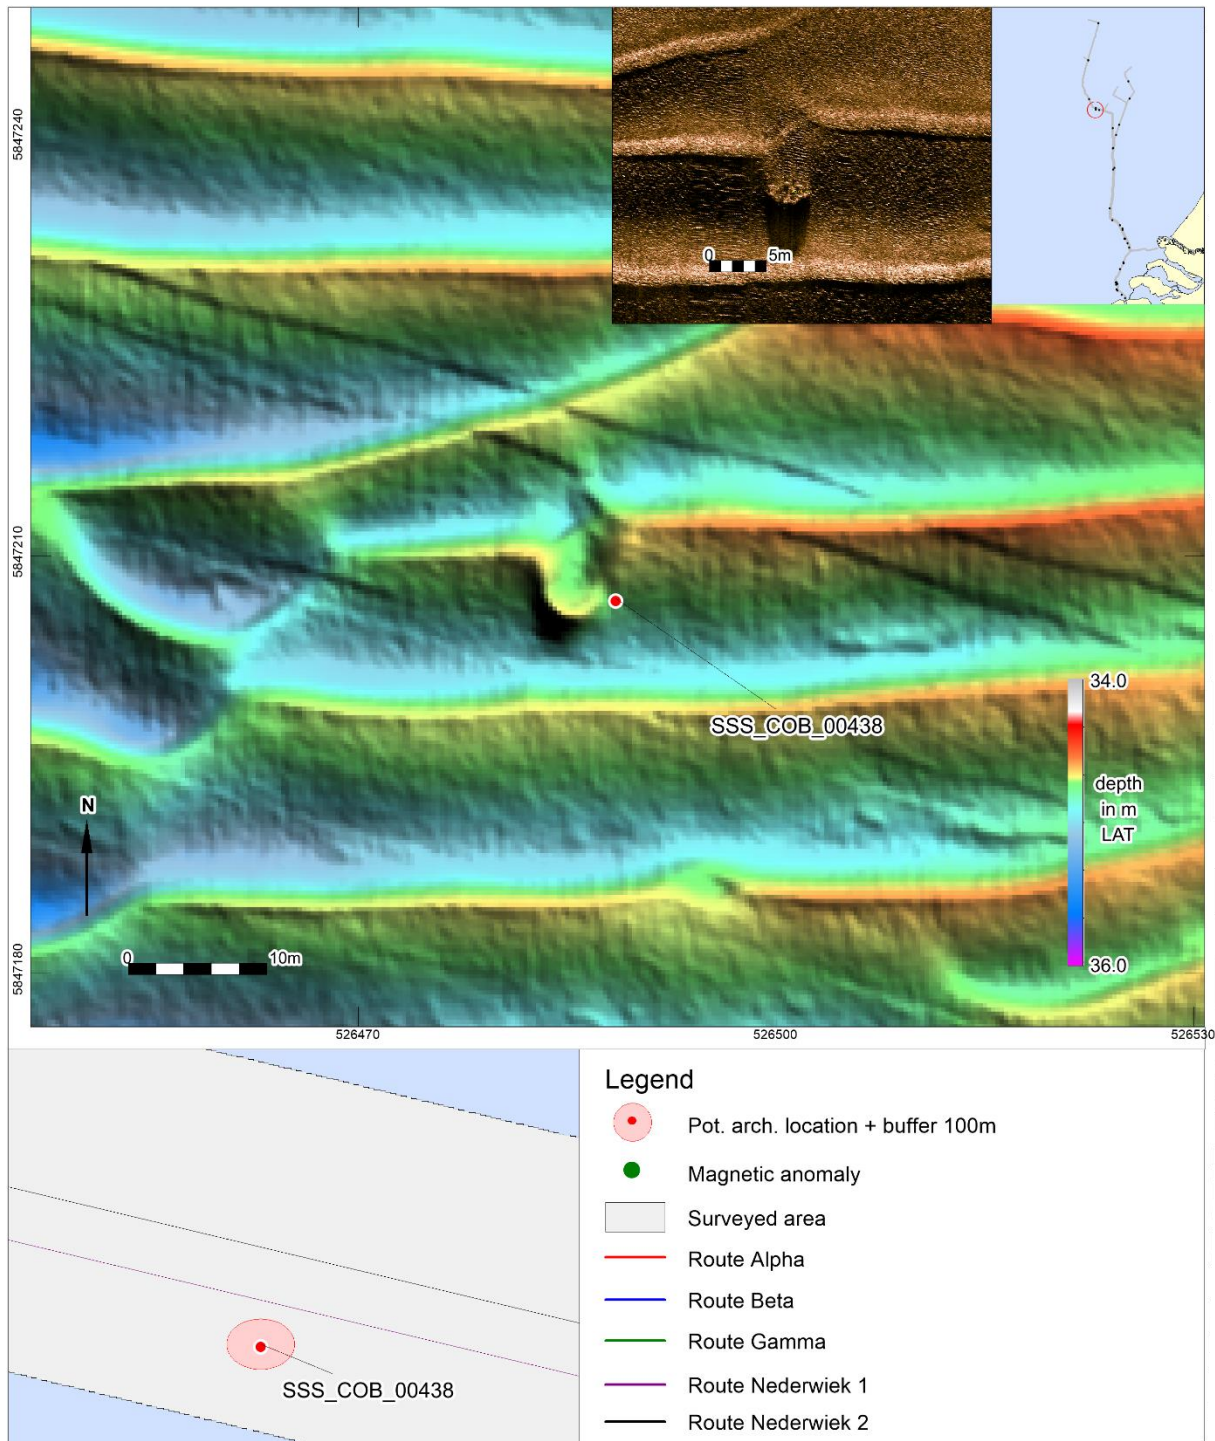 5847240
0
5m
5847210
SSS_COB_00438
34.0
depth
in m
LAT
36.0
N
0
10m
5847180
526470
526500
526530
SSS_COB_00438
Legend
Pot. arch. location + buffer 100m
Magnetic anomaly
Surveyed area
Route Alpha
Route Beta
Route Gamma
Route Nederwiek 1
Route Nederwiek 2